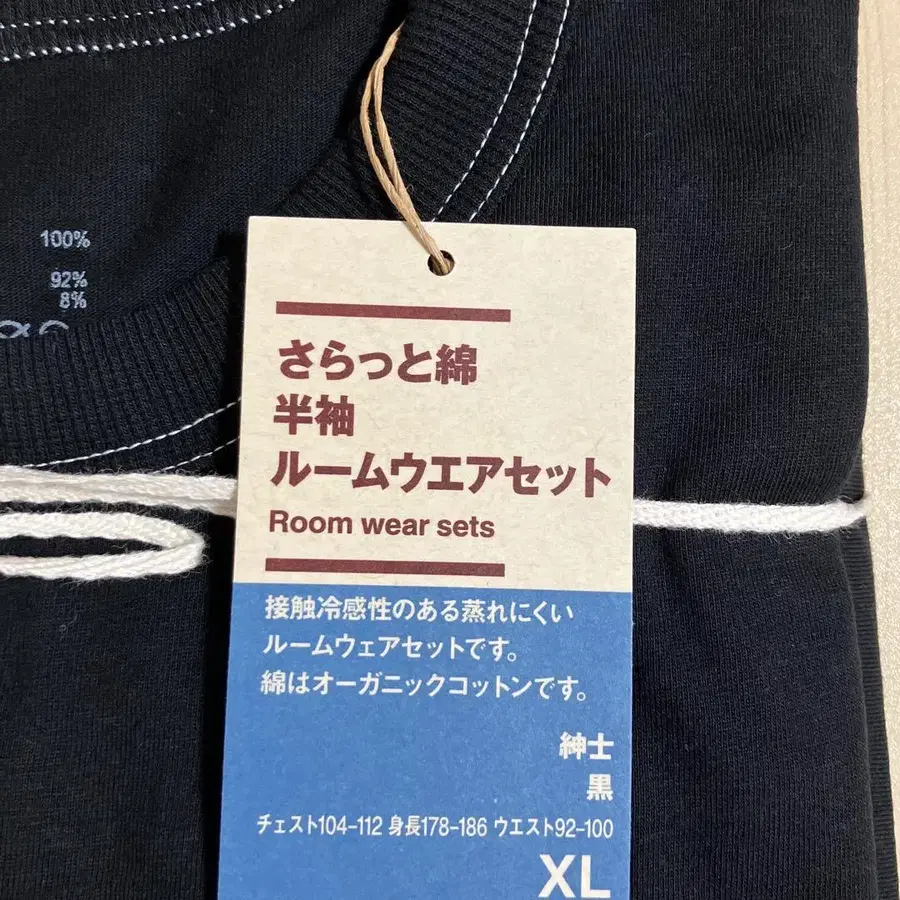 100%
92%
8%
さらっと綿
半袖
ルームウエアセット
Room wear sets
接触冷感性のある蒸れにくい
ルームウェアセットです。
綿はオーガニックコットンです。
紳士
黒
チェスト104-112 身長178-186 ウエスト92-100
XL